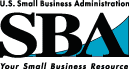 U.S. Small Business Administration
SBA
Your Small Business Resource